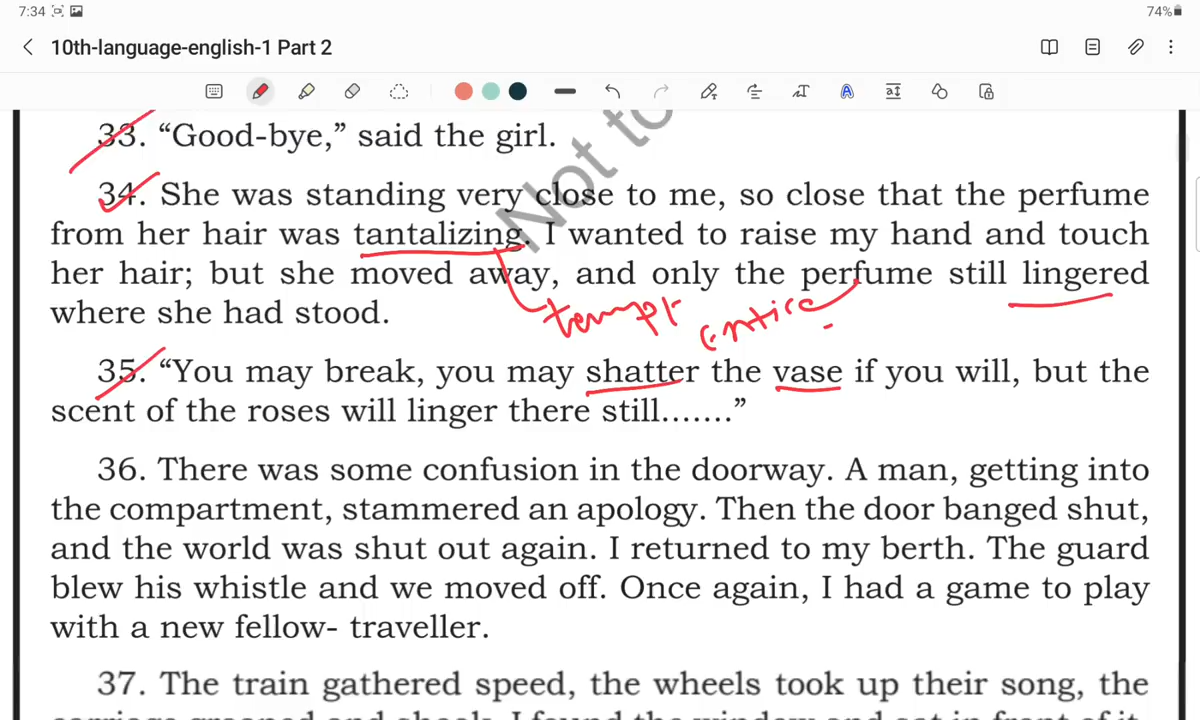 7:34
74%
10th-language-english-1 Part 2
33. “Good-bye,” said the girl.
Not to
34. She was standing very close to me, so close that the perfume
from her hair was tantalizing. I wanted to raise my hand and touch
her hair; but she moved away, and only the perfume still lingered
where she had stood.
tempt
entice
35. “You may break, you may shatter the vase if you will, but the
scent of the roses will linger there still.......”
36. There was some confusion in the doorway. A man, getting into
the compartment, stammered an apology. Then the door banged shut,
and the world was shut out again. I returned to my berth. The guard
blew his whistle and we moved off. Once again, I had a game to play
with a new fellow- traveller.
37. The train gathered speed, the wheels took up their song, the